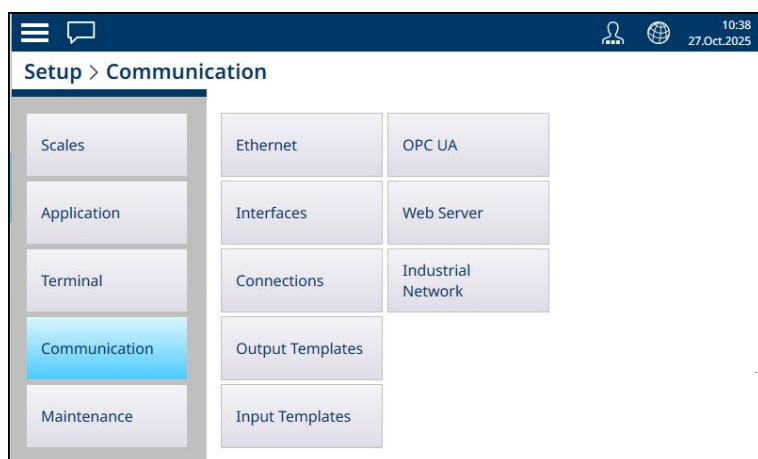 10:38
27.Oct.2025
Setup > Communication
Scales
Ethernet
OPC UA
Application
Interfaces
Web Server
Terminal
Connections
Industrial
Network
Communication
Output Templates
Maintenance
Input Templates